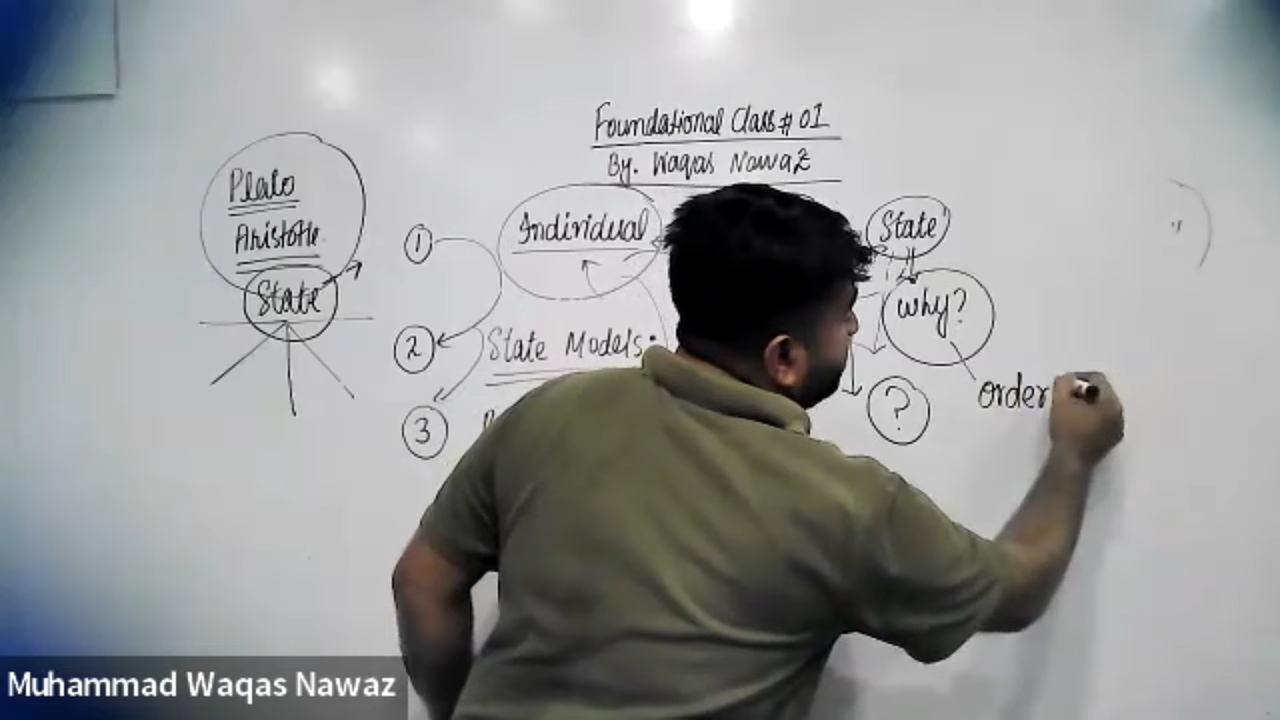 Foundational Class # 01
By. Waqas Nawaz
Plato
Aristotle.
State
1
2
3
Individual
State Models:
State
why?
?
order
Muhammad Waqas Nawaz